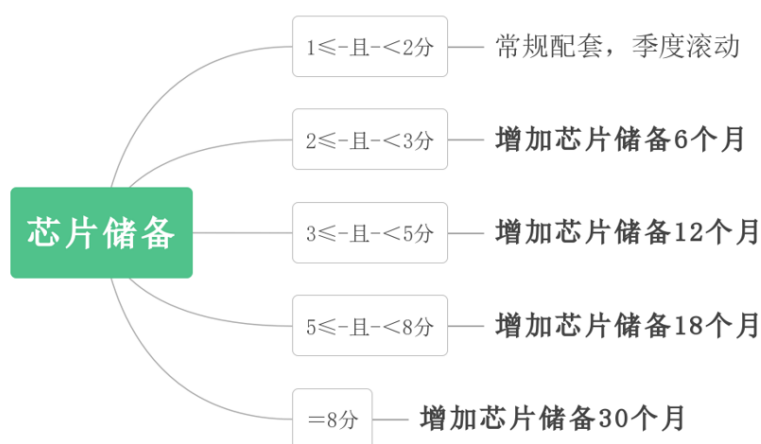 芯片储备
1≤-且-<2分
常规配套，季度滚动
2≤-且-<3分
增加芯片储备6个月
3≤-且-<5分
增加芯片储备12个月
5≤-且-<8分
增加芯片储备18个月
=8分
增加芯片储备30个月